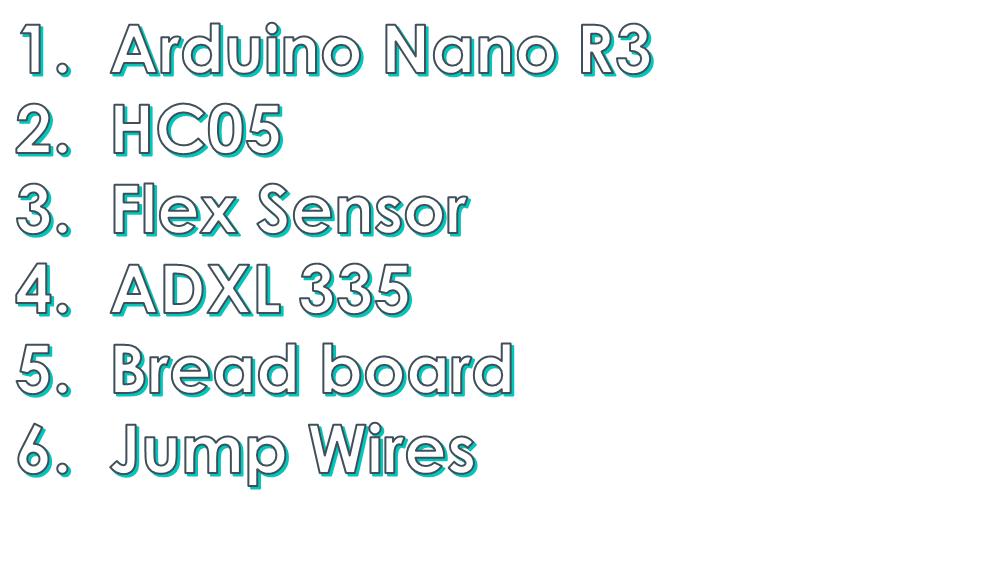 1. Arduino Nano R3
2. HC05
3. Flex Sensor
4. ADXL 335
5. Bread board
6. Jump Wires